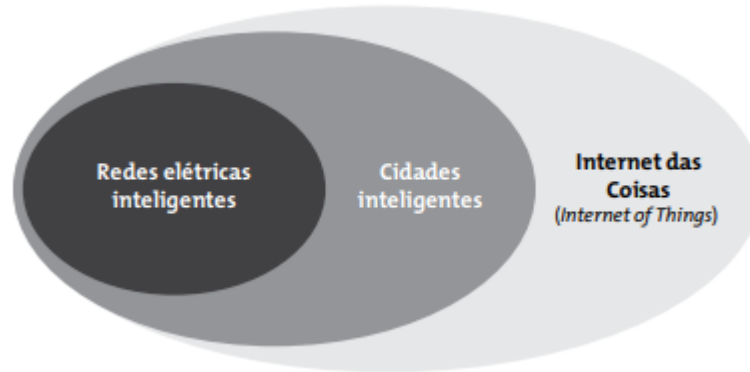 Redes elétricas
inteligentes
Cidades
inteligentes
Internet das
Coisas
(Internet of Things)